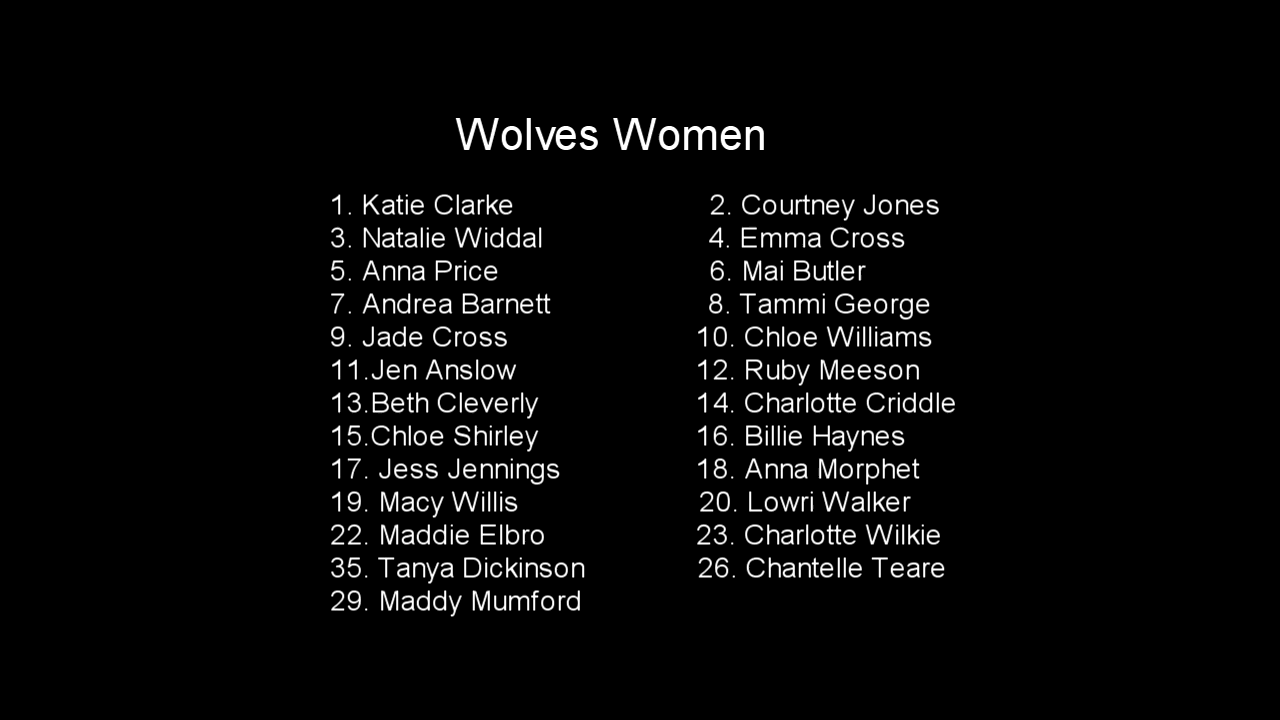 Wolves Women
1. Katie Clarke 2. Courtney Jones
3. Natalie Widdal 4. Emma Cross
5. Anna Price 6. Mai Butler
7. Andrea Barnett 8. Tammi George
9. Jade Cross 10. Chloe Williams
11.Jen Anslow 12. Ruby Meeson
13.Beth Cleverly 14. Charlotte Criddle
15.Chloe Shirley 16. Billie Haynes
17. Jess Jennings 18. Anna Morphet
19. Macy Willis 20. Lowri Walker
22. Maddie Elbro 23. Charlotte Wilkie
35. Tanya Dickinson 26. Chantelle Teare
29. Maddy Mumford